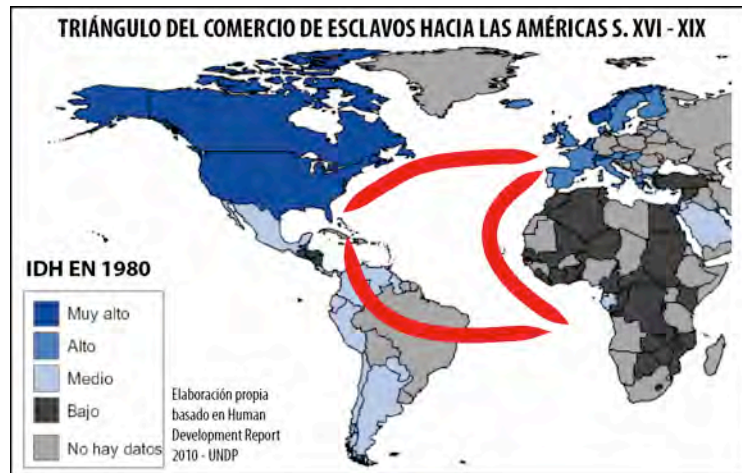 TRIÁNGULO DEL COMERCIO DE ESCLAVOS HACIA LAS AMÉRICAS S. XVI - XIX
IDH EN 1980
Muy alto
Alto
Medio
Bajo
No hay datos
Elaboración propia
basado en Human
Development Report
2010 - UNDP